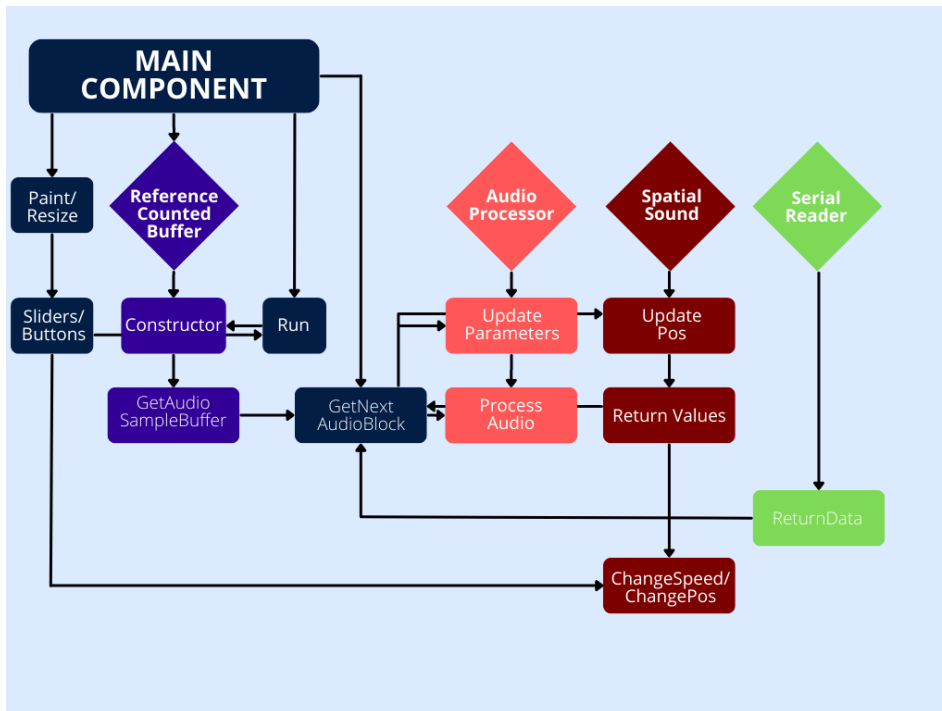 MAIN
COMPONENT
Paint/
Resize
Reference
Counted
Buffer
Audio
Processor
Spatial
Sound
Serial
Reader
Sliders/
Buttons
Constructor
Run
Update
Parameters
Update
Pos
GetAudio
SampleBuffer
GetNext
AudioBlock
Process
Audio
Return Values
ReturnData
ChangeSpeed/
ChangePos